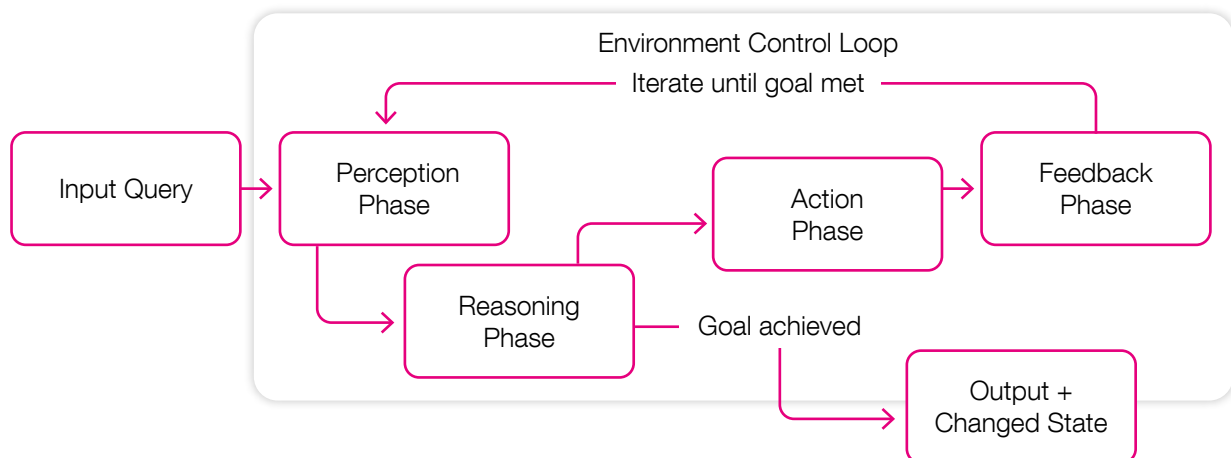 Environment Control Loop
Iterate until goal met
Input Query
Perception
Phase
Reasoning
Phase
Action
Phase
Feedback
Phase
Goal achieved
Output +
Changed State